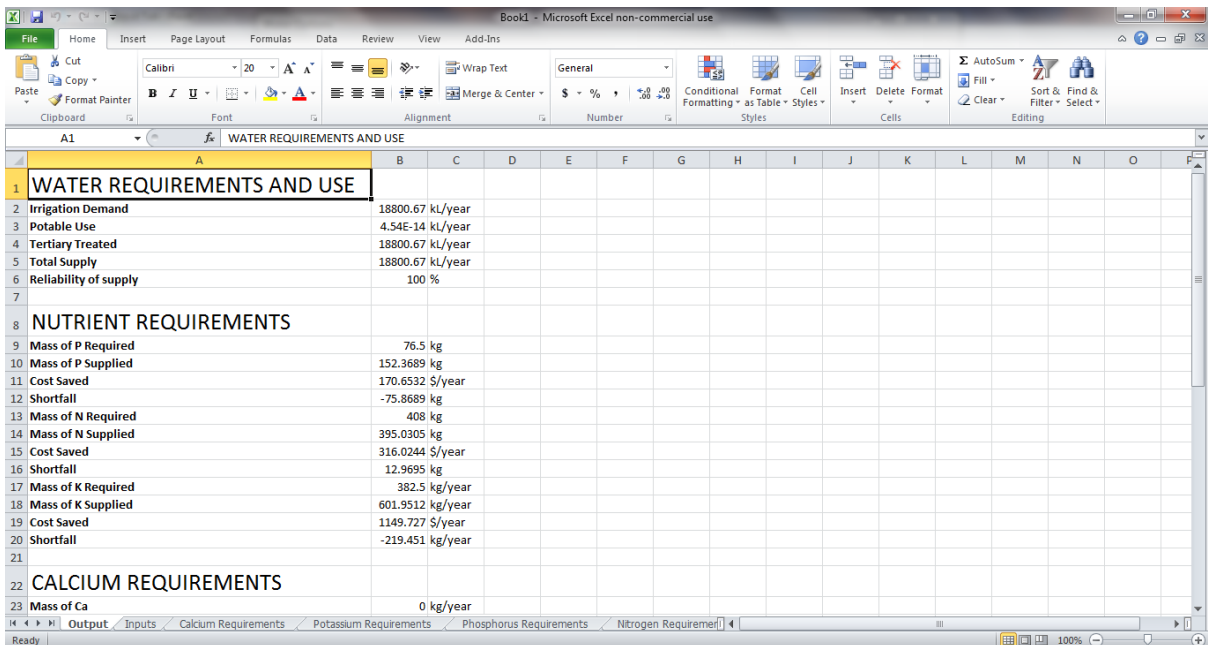 Book1 - Microsoft Excel non-commercial use
File Home Insert Page Layout Formulas Data Review View Add-Ins
Cut Calibri 20 Wrap Text General Σ AutoSum
Copy Fill
Paste Format Painter B I U Merge & Center $ % , Conditional Formatting Format as Table Cell Styles Insert Delete Format Clear Sort & Filter Find & Select
Clipboard Font Alignment Number Styles Cells Editing
A1 fx WATER REQUIREMENTS AND USE
A B C D E F G H I J K L M N O P
1 WATER REQUIREMENTS AND USE
2 Irrigation Demand 18800.67 kL/year
3 Potable Use 4.54E-14 kL/year
4 Tertiary Treated 18800.67 kL/year
5 Total Supply 18800.67 kL/year
6 Reliability of supply 100 %
7
8 NUTRIENT REQUIREMENTS
9 Mass of P Required 76.5 kg
10 Mass of P Supplied 152.3689 kg
11 Cost Saved 170.6532 $/year
12 Shortfall -75.8689 kg
13 Mass of N Required 408 kg
14 Mass of N Supplied 395.0305 kg
15 Cost Saved 316.0244 $/year
16 Shortfall 12.9695 kg
17 Mass of K Required 382.5 kg/year
18 Mass of K Supplied 601.9512 kg/year
19 Cost Saved 1149.727 $/year
20 Shortfall -219.451 kg/year
21
22 CALCIUM REQUIREMENTS
23 Mass of Ca 0 kg/year
Output Inputs Calcium Requirements Potassium Requirements Phosphorus Requirements Nitrogen Requiremen
Ready 100%